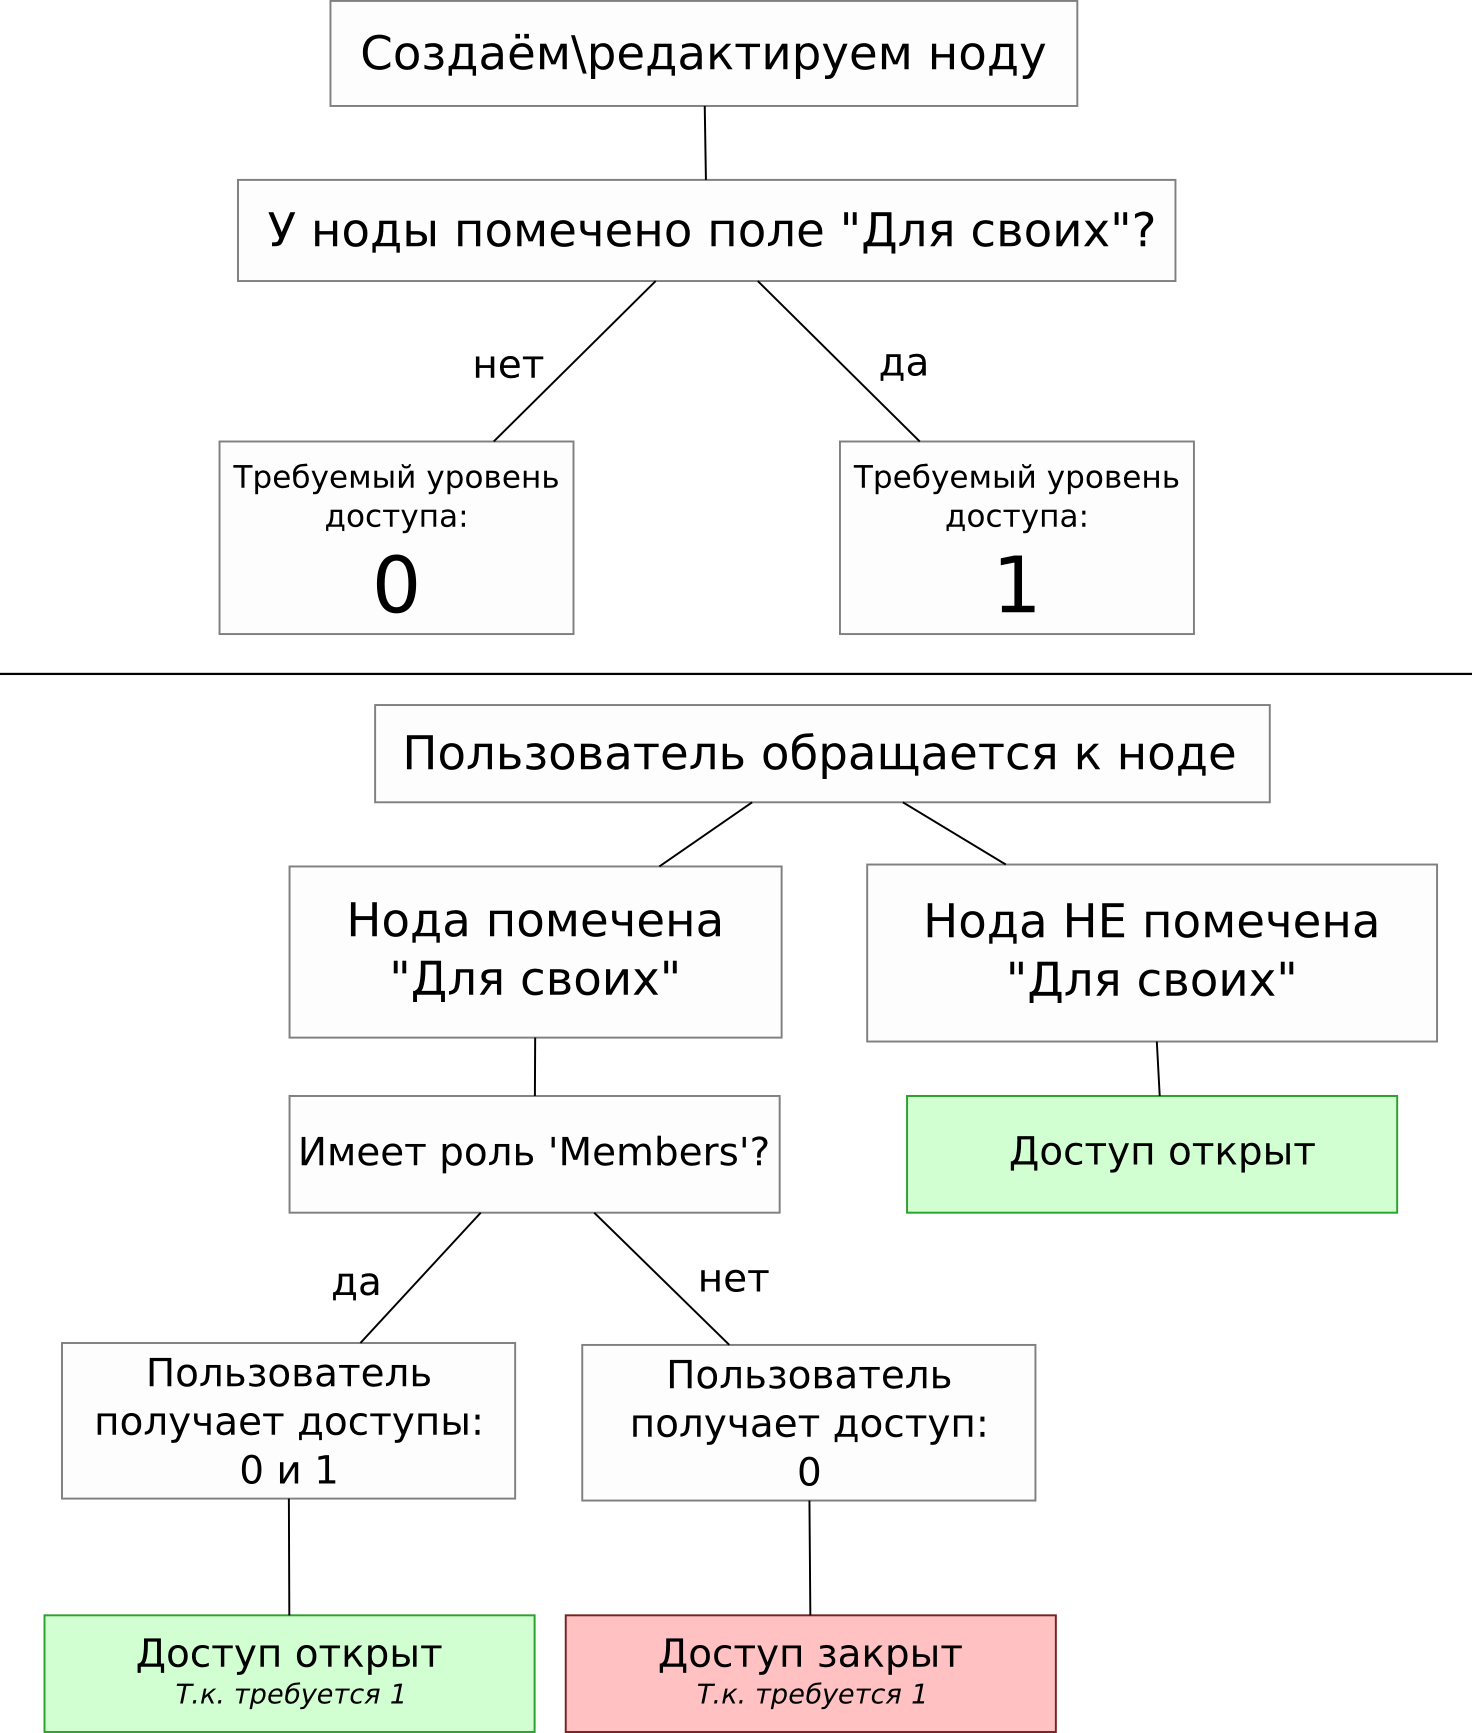 Создаём\редактируем ноду
У ноды помечено поле "Для своих"?
нет
да
Требуемый уровень
доступа:
0
Требуемый уровень
доступа:
1
Пользователь обращается к ноде
Нода помечена
"Для своих"
Нода НЕ помечена
"Для своих"
Имеет роль 'Members'?
Доступ открыт
да
нет
Пользователь
получает доступы:
0 и 1
Пользователь
получает доступ:
0
Доступ открыт
Т.к. требуется 1
Доступ закрыт
Т.к. требуется 1